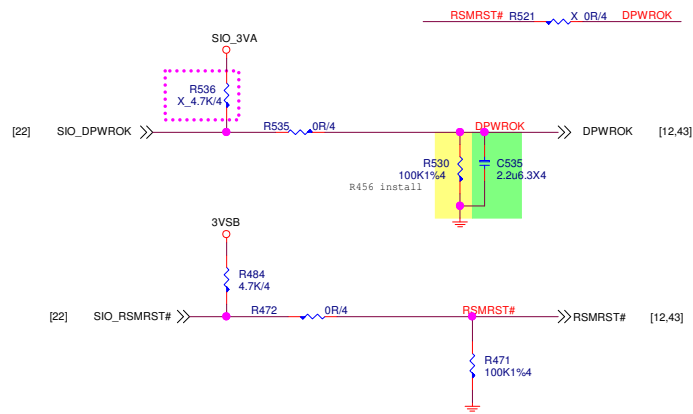 RSMRST# R521 X_0R/4 DPWROK
SIO_3VA
R536
X_4.7K/4
[22] SIO_DPWROK R535 0R/4 DPWROK DPWROK [12,43]
R530
100K1%4
C535
2.2u6.3X4
R456 install
3VSB
R484
4.7K/4
[22] SIO_RSMRST# R472 0R/4 RSMRST# RSMRST# [12,43]
R471
100K1%4